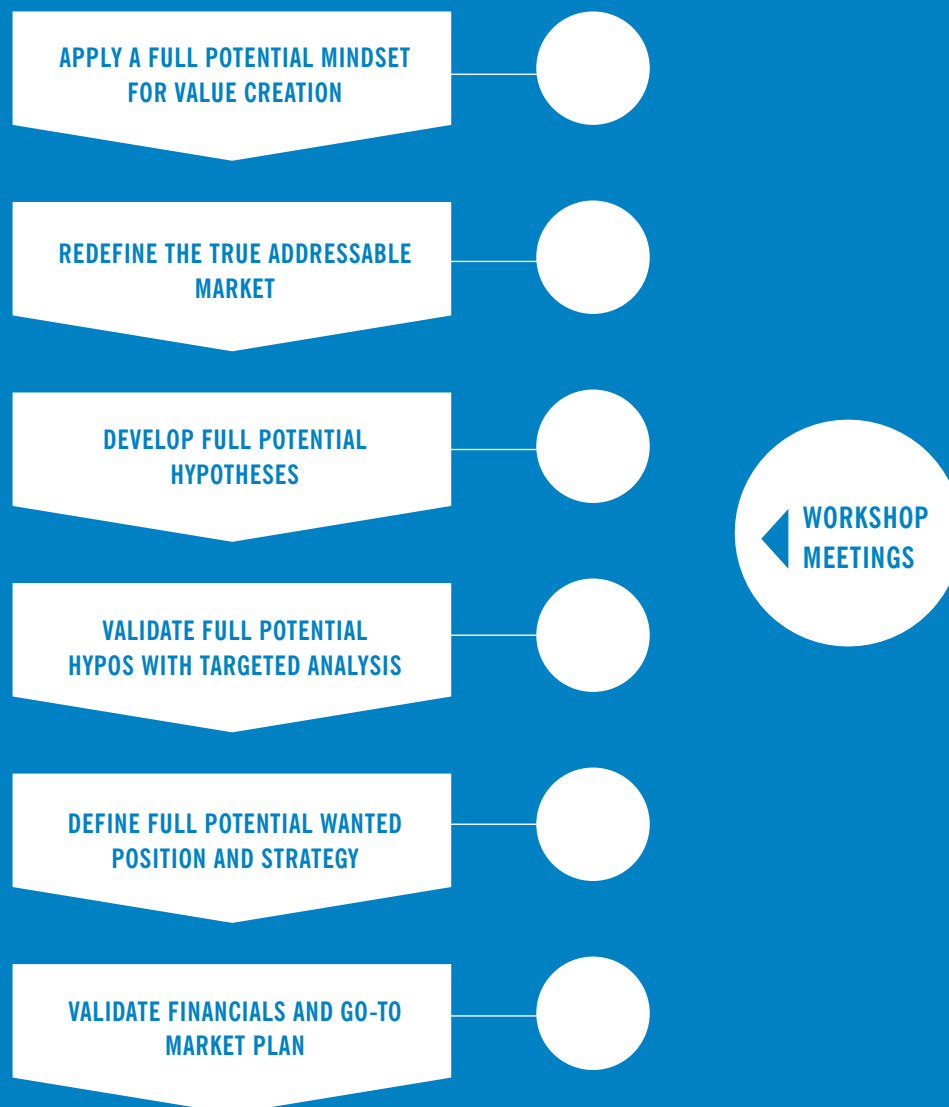 APPLY A FULL POTENTIAL MINDSET
FOR VALUE CREATION
REDEFINE THE TRUE ADDRESSABLE
MARKET
DEVELOP FULL POTENTIAL
HYPOTHESES
WORKSHOP
MEETINGS
VALIDATE FULL POTENTIAL
HYPOS WITH TARGETED ANALYSIS
DEFINE FULL POTENTIAL WANTED
POSITION AND STRATEGY
VALIDATE FINANCIALS AND GO-TO
MARKET PLAN